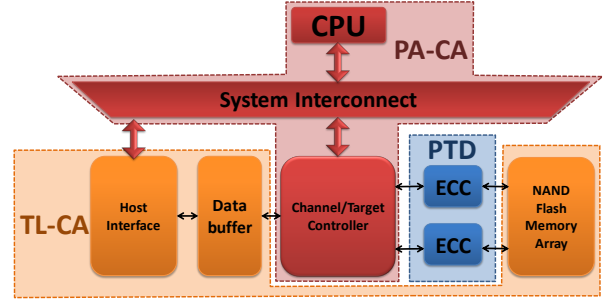 CPU
PA-CA
System Interconnect
PTD
TL-CA
Host
Interface
Data
buffer
Channel/Target
Controller
ECC
ECC
NAND
Flash
Memory
Array